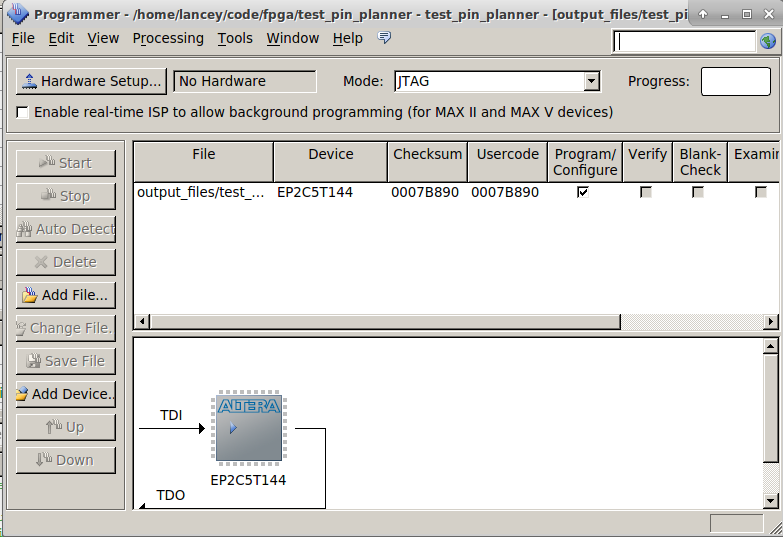 Programmer - /home/lancey/code/fpga/test_pin_planner - test_pin_planner - [output_files/test_pi
File Edit View Processing Tools Window Help
Hardware Setup... No Hardware Mode: JTAG Progress:
Enable real-time ISP to allow background programming (for MAX II and MAX V devices)
Start
Stop
Auto Detect
Delete
Add File...
Change File.
Save File
Add Device..
Up
Down
File Device Checksum Usercode Program/ Verify Blank- Examin
Configure Check
output_files/test_... EP2C5T144 0007B890 0007B890
ALTERA
TDI
EP2C5T144
TDO